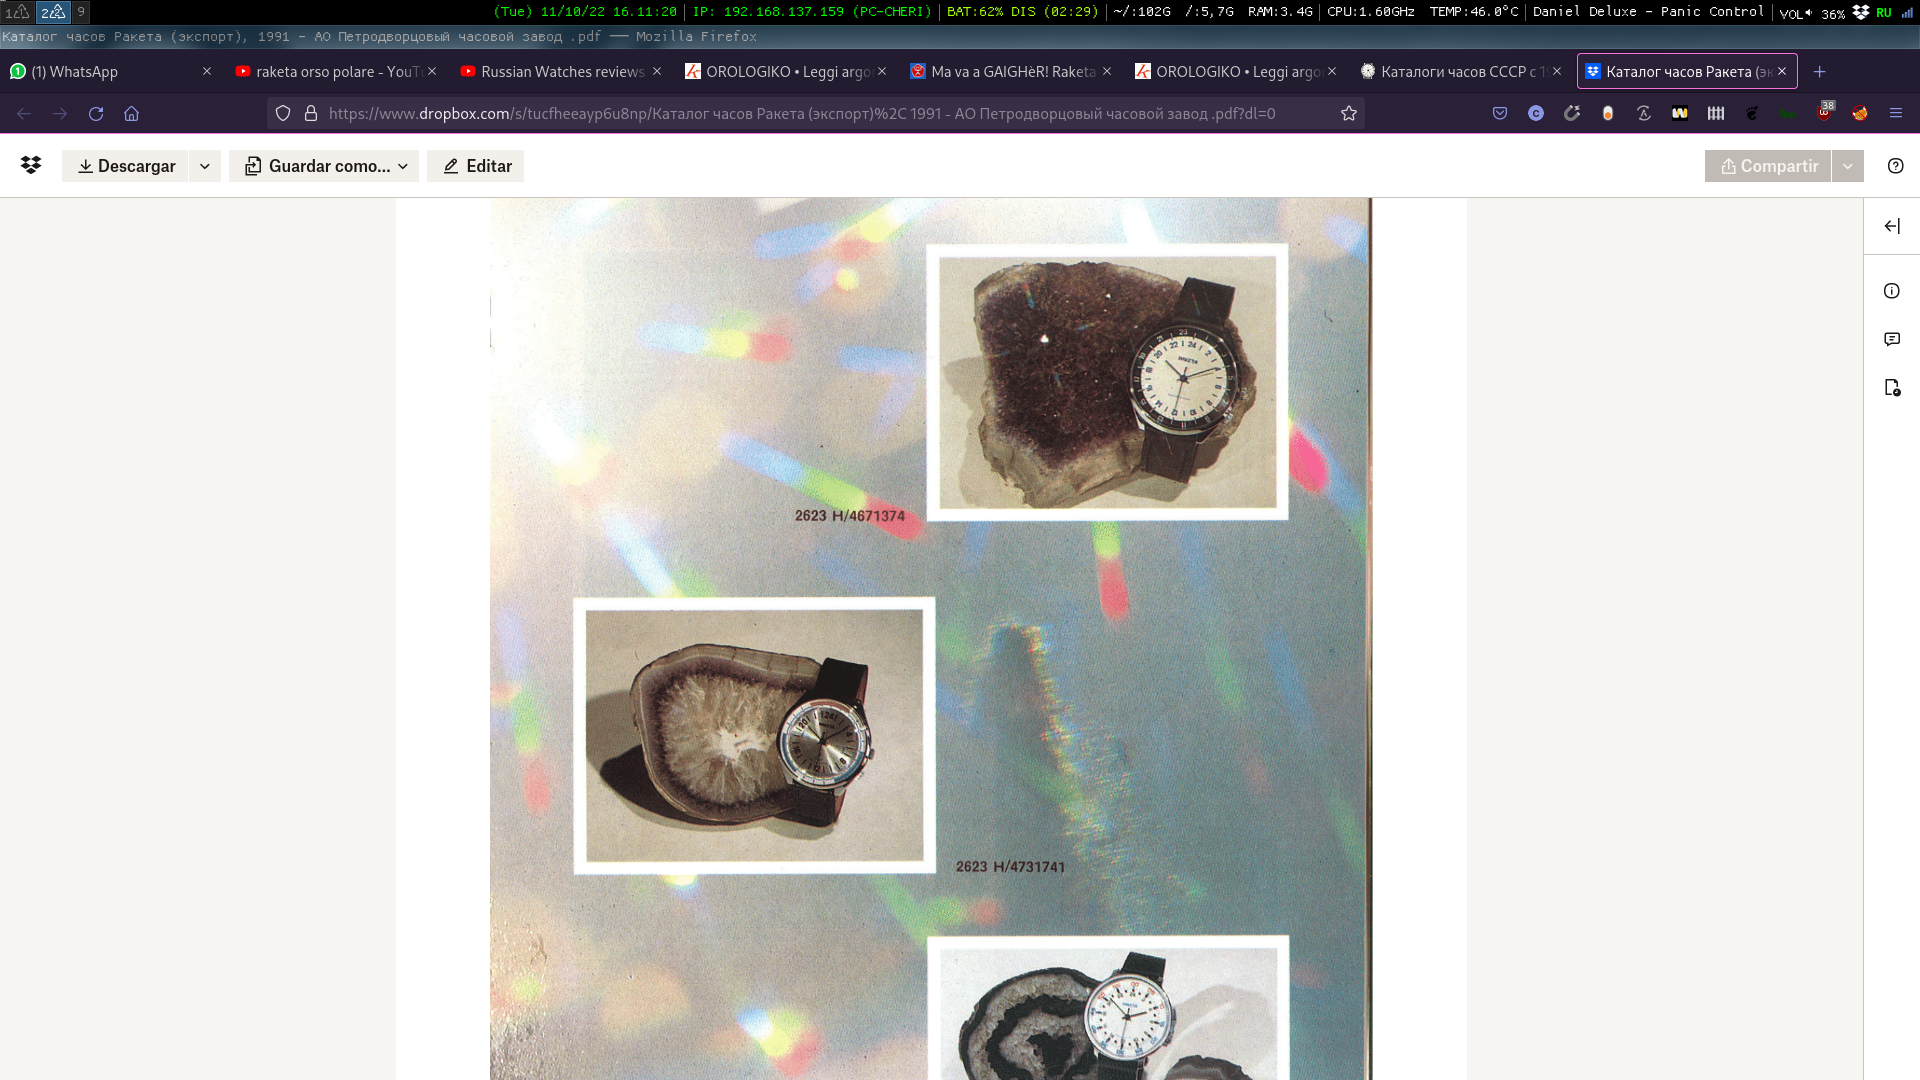 1 2 9 (Tue) 11/10/22 16.11:20 IP: 192.168.137.159 (PC-CHERI) BAT:62% DIS (02:29) ~/:102G /:5,7G RAM:3.4G CPU:1.60GHz TEMP:46.0°C Daniel Deluxe - Panic Control VOL 36% RU
Каталог часов Ракета (экспорт), 1991 - АО Петродворцовый часовой завод .pdf — Mozilla Firefox
(1) WhatsApp raketa orso polare - YouTu Russian Watches reviews OROLOGIKO • Leggi argo Ma va a GAIGHèR! Raketa OROLOGIKO • Leggi argo Каталоги часов СССР с 19 Каталог часов Ракета (эк
https://www.dropbox.com/s/tucfheeayp6u8np/Каталог часов Ракета (экспорт)%2C 1991 - АО Петродворцовый часовой завод .pdf?dl=0 38
Descargar Guardar como... Editar Compartir
2623 H/4671374
2623 H/4731741